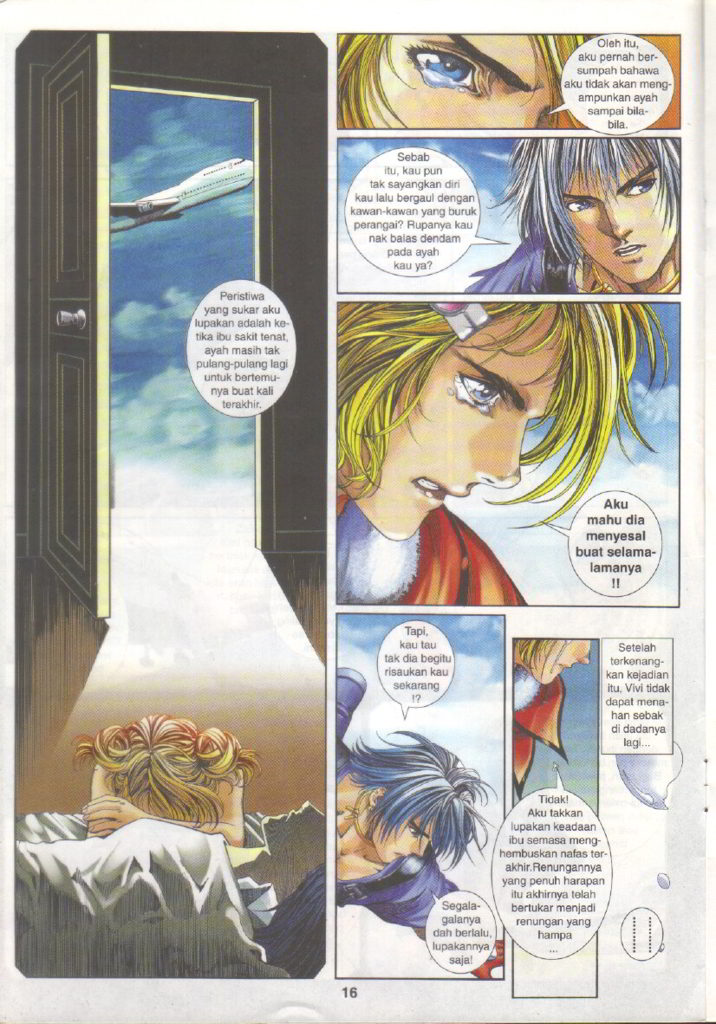 Peristiwa
yang sukar aku
lupakan adalah ke-
tika ibu sakit tenat,
ayah masih tak
pulang-pulang lagi
untuk bertemu-
nya buat kali
terakhir.
Oleh itu,
aku pernah ber-
sumpah bahawa
aku tidak akan meng-
ampunkan ayah
sampai bila-
bila.
Sebab
itu, kau pun
tak sayangkan diri
kau lalu bergaul dengan
kawan-kawan yang buruk
perangai? Rupanya kau
nak balas dendam
pada ayah
kau ya?
Aku
mahu dia
menyesal
buat selama-
lamanya
!!
Tapi,
kau tau
tak dia begitu
risaukan kau
sekarang
!?
Segala-
galanya
dah berlalu,
lupakannya
saja!
Setelah
terkenang-
kan kejadian
itu, Vivi tidak
dapat mena-
han sebak
di dadanya
lagi...
Tidak!
Aku takkan
lupakan keadaan
ibu semasa meng-
hembuskan nafas ter-
akhir.Renungannya
yang penuh harapan
itu akhirnya telah
bertukar menjadi
renungan yang
hampa
...
16